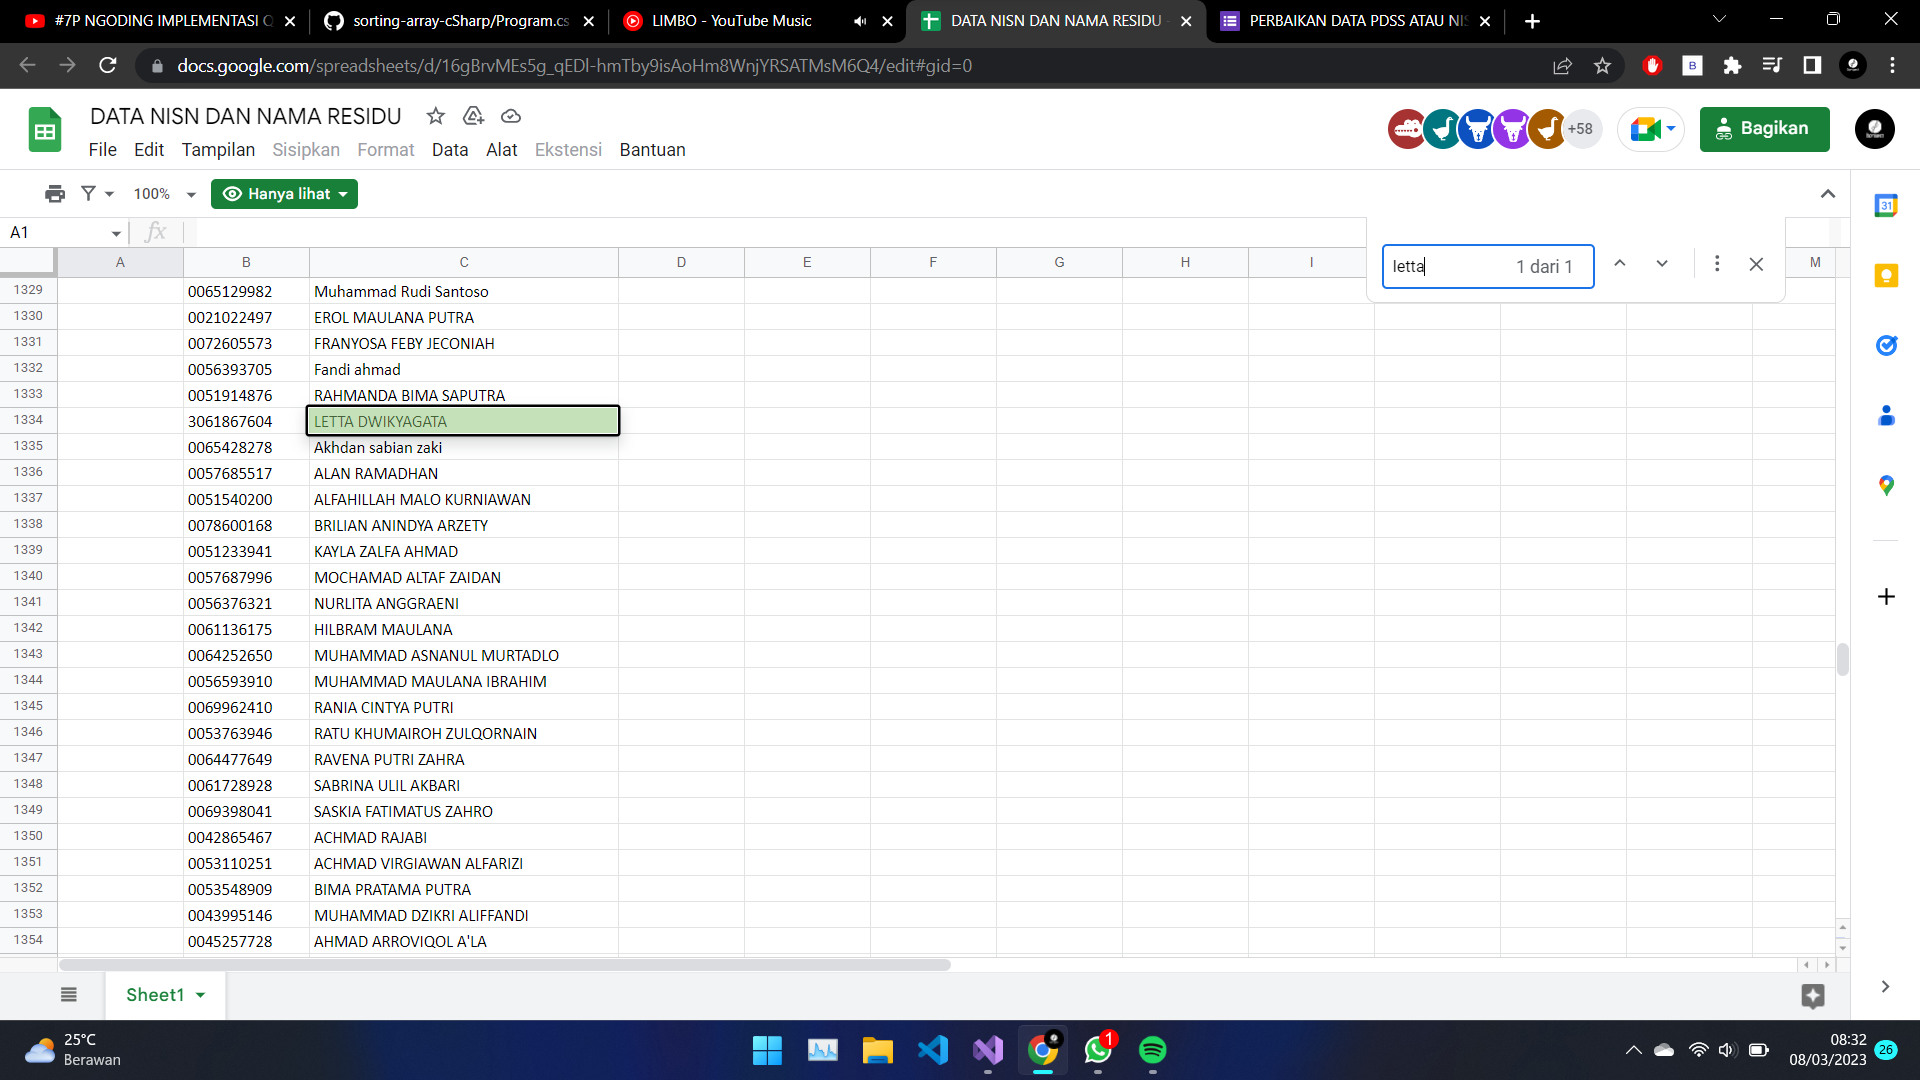 #7P NGODING IMPLEMENTASI Q
sorting-array-cSharp/Program.cs
LIMBO - YouTube Music
DATA NISN DAN NAMA RESIDU
PERBAIKAN DATA PDSS ATAU NIS
docs.google.com/spreadsheets/d/16gBrvMEs5g_qEDl-hmTby9isAoHm8WnjYRSATMsM6Q4/edit#gid=0
DATA NISN DAN NAMA RESIDU
+58
Bagikan
File Edit Tampilan Sisipkan Format Data Alat Ekstensi Bantuan
100%
Hanya lihat
31
A1
fx
letta 1 dari 1
A B C D E F G H I M
1329 0065129982 Muhammad Rudi Santoso
1330 0021022497 EROL MAULANA PUTRA
1331 0072605573 FRANYOSA FEBY JECONIAH
1332 0056393705 Fandi ahmad
1333 0051914876 RAHMANDA BIMA SAPUTRA
1334 3061867604 LETTA DWIKYAGATA
1335 0065428278 Akhdan sabian zaki
1336 0057685517 ALAN RAMADHAN
1337 0051540200 ALFAHILLAH MALO KURNIAWAN
1338 0078600168 BRILIAN ANINDYA ARZETY
1339 0051233941 KAYLA ZALFA AHMAD
1340 0057687996 MOCHAMAD ALTAF ZAIDAN
1341 0056376321 NURLITA ANGGRAENI
1342 0061136175 HILBRAM MAULANA
1343 0064252650 MUHAMMAD ASNANUL MURTADLO
1344 0056593910 MUHAMMAD MAULANA IBRAHIM
1345 0069962410 RANIA CINTYA PUTRI
1346 0053763946 RATU KHUMAIROH ZULQORNAIN
1347 0064477649 RAVENA PUTRI ZAHRA
1348 0061728928 SABRINA ULIL AKBARI
1349 0069398041 SASKIA FATIMATUS ZAHRO
1350 0042865467 ACHMAD RAJABI
1351 0053110251 ACHMAD VIRGIAWAN ALFARIZI
1352 0053548909 BIMA PRATAMA PUTRA
1353 0043995146 MUHAMMAD DZIKRI ALIFFANDI
1354 0045257728 AHMAD ARROVIQOL A'LA
Sheet1
25°C
Berawan
1
08:32
08/03/2023
26